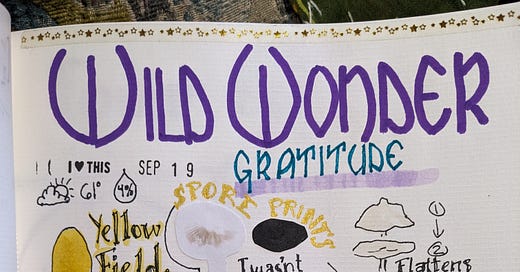 WILD WONDER
GRATITUDE
I ♥ THIS SEP 19
61° 4%
SPORE PRINTS
Yellow
Field
I wasn't
①
②
Flattens